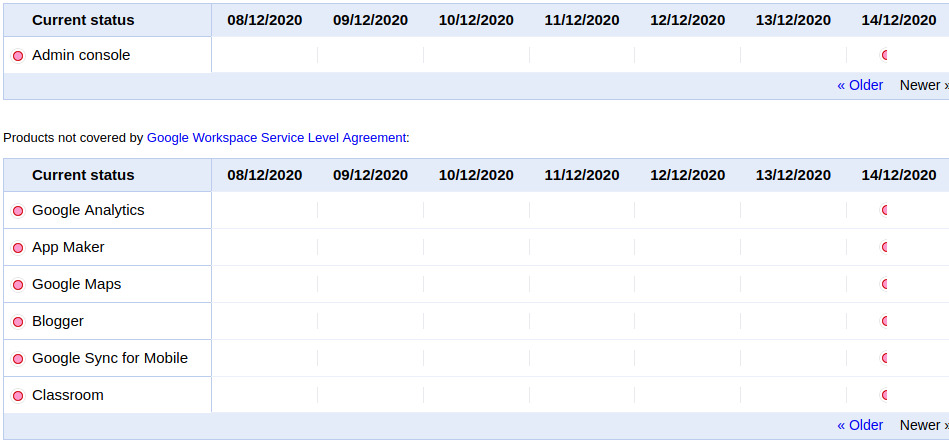 Current status 08/12/2020 09/12/2020 10/12/2020 11/12/2020 12/12/2020 13/12/2020 14/12/2020
Admin console
« Older Newer »
Products not covered by Google Workspace Service Level Agreement:
Current status 08/12/2020 09/12/2020 10/12/2020 11/12/2020 12/12/2020 13/12/2020 14/12/2020
Google Analytics
App Maker
Google Maps
Blogger
Google Sync for Mobile
Classroom
« Older Newer »